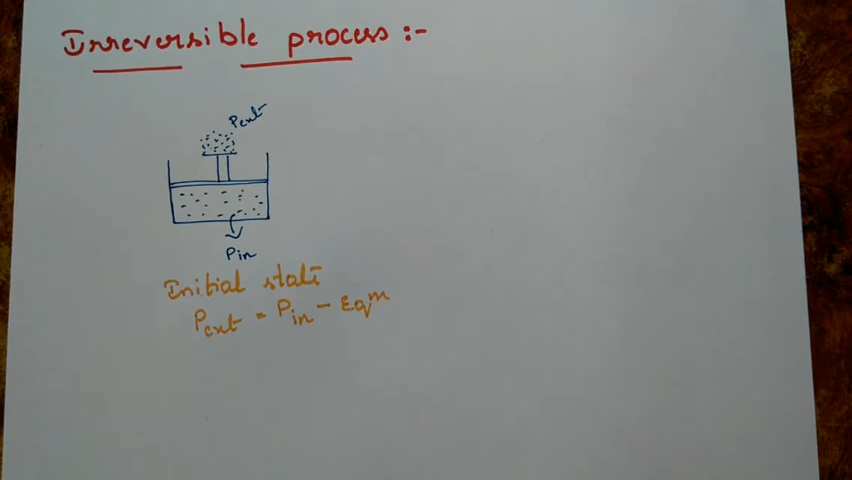 Irreversible process :-
Pext
Pin
Initial state
Pext = Pin - Eqm